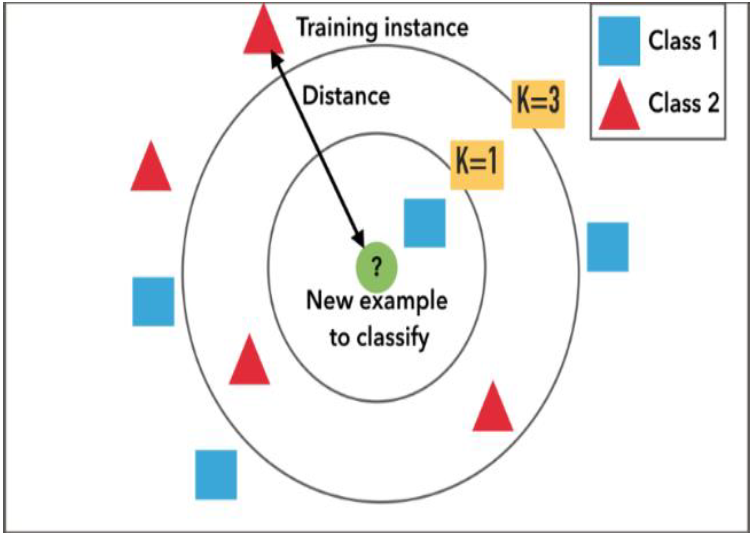 Training instance
Class 1
Distance
K=3
Class 2
K=1
?
New example
to classify